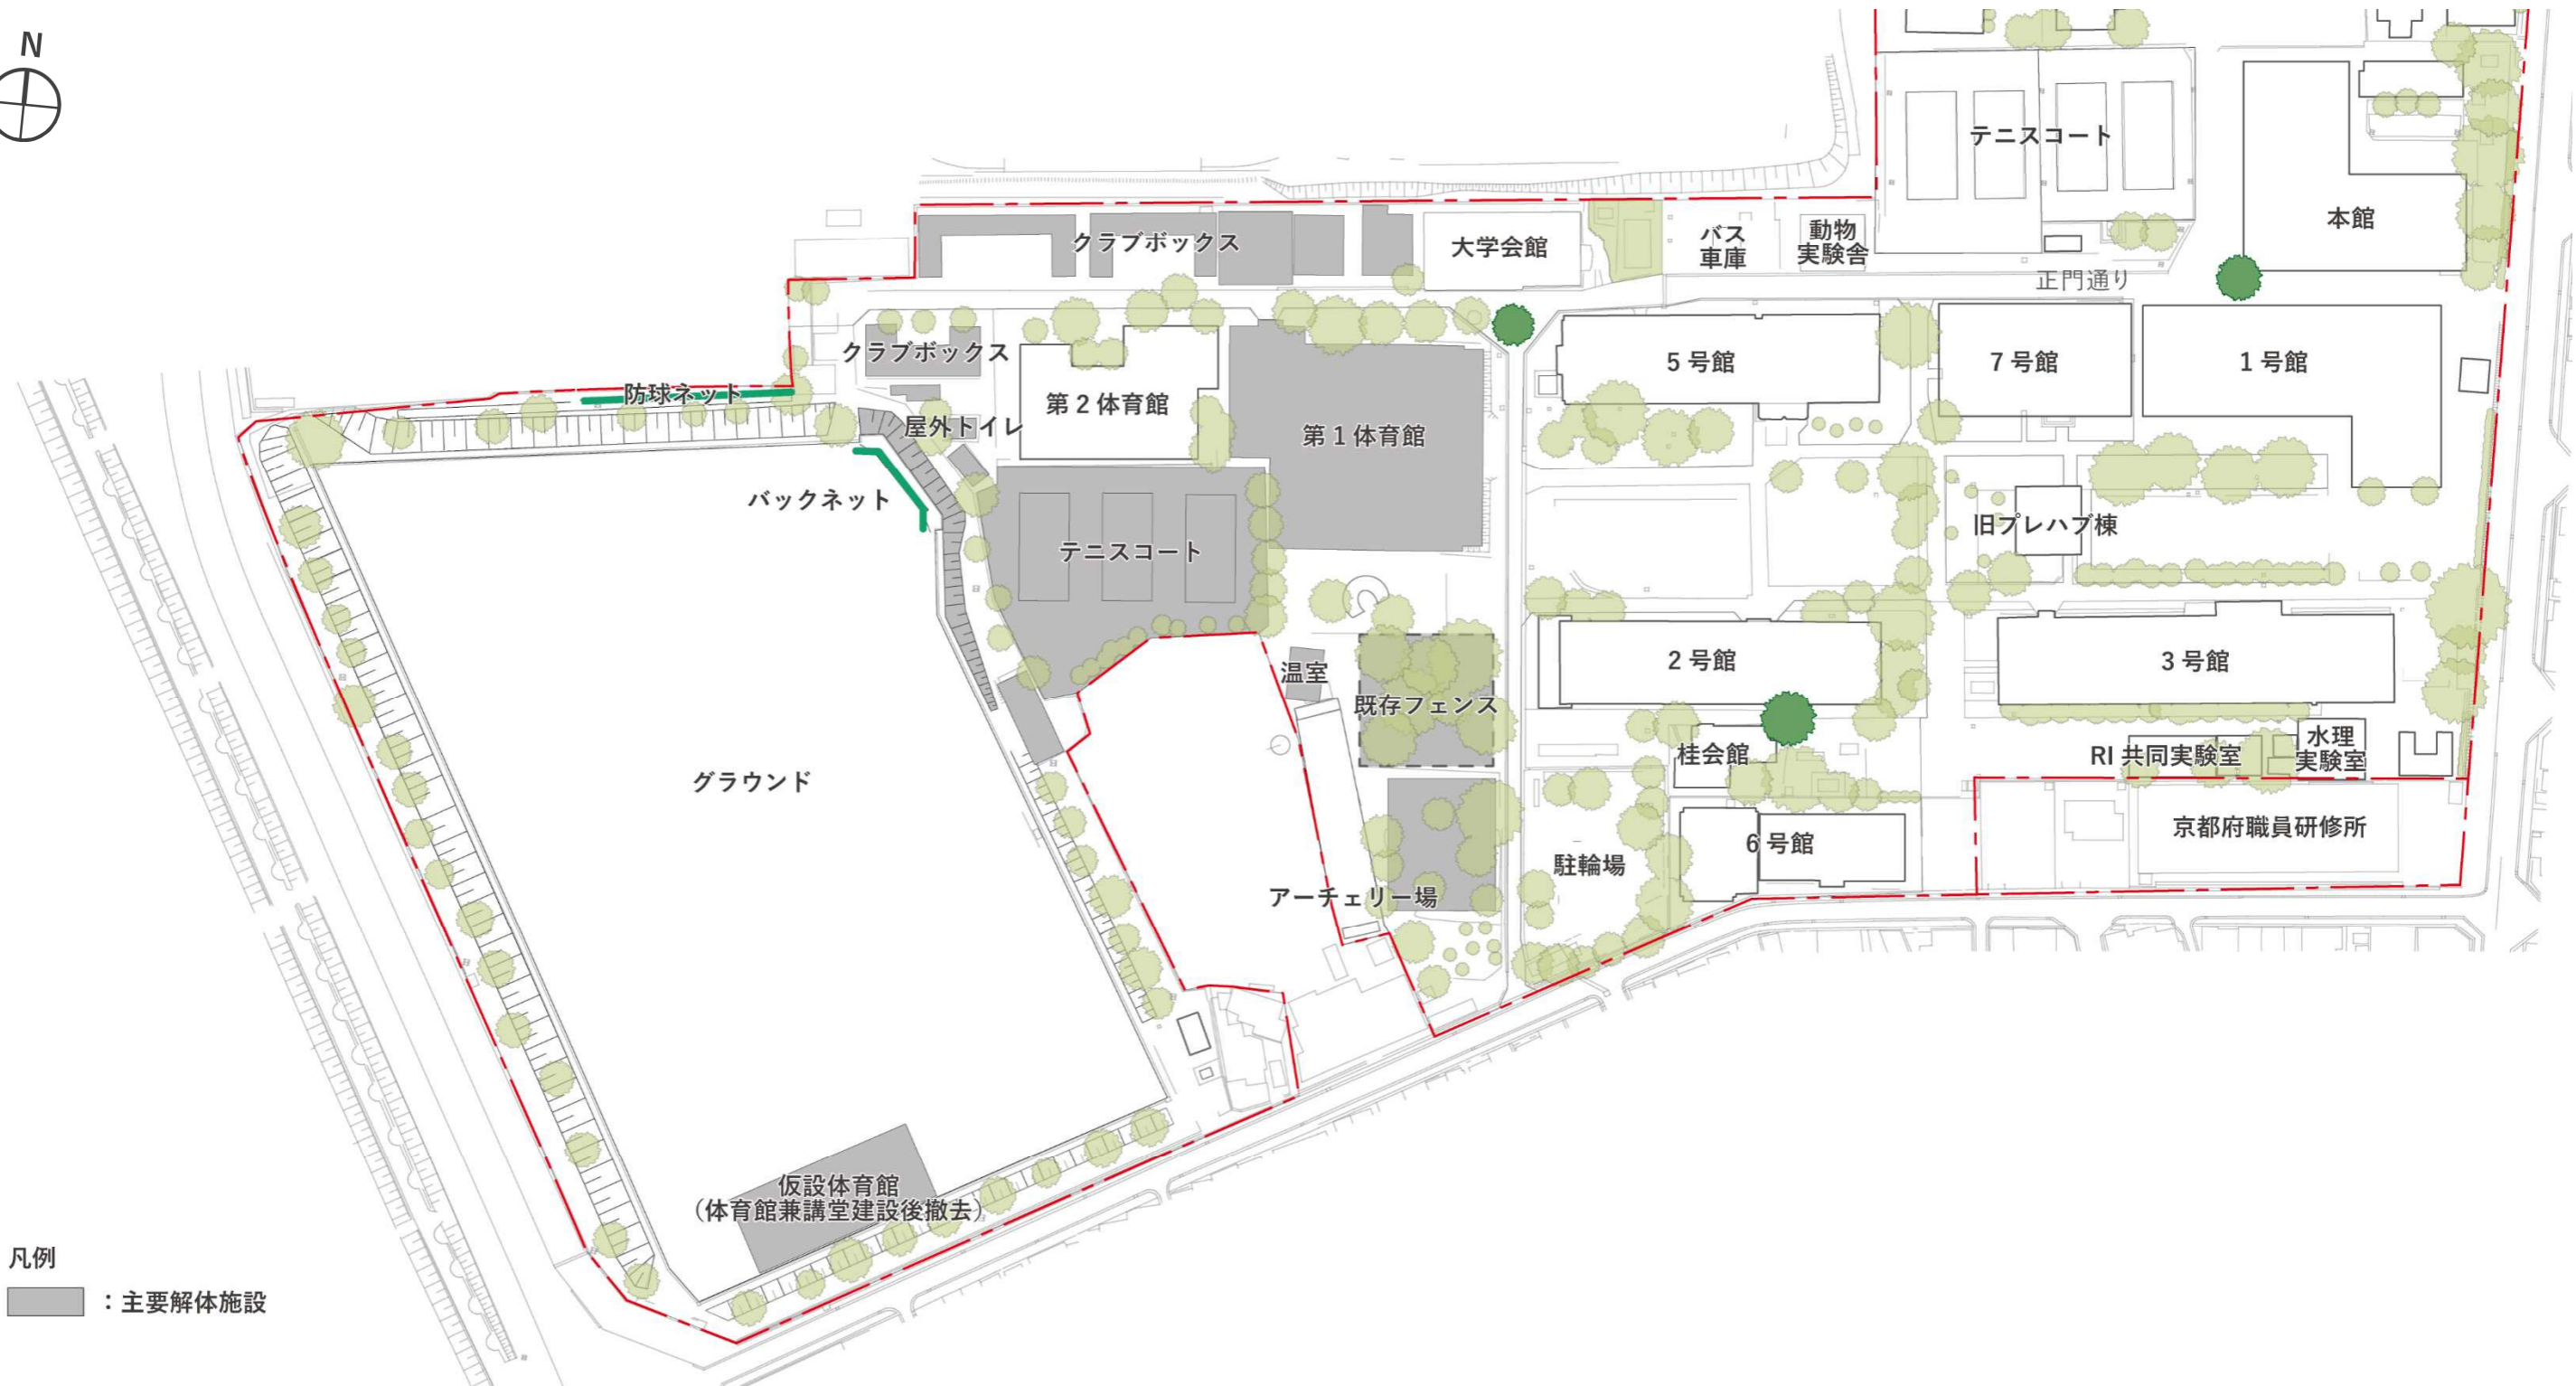 N
テニスコート
本館
クラブボックス
大学会館
バス
車庫
動物
実験舎
正門通り
クラブボックス
第2体育館
第1体育館
5号館
7号館
1号館
防球ネット
屋外トイレ
バックネット
テニスコート
旧プレハブ棟
温室
既存フェンス
2号館
3号館
桂会館
RI共同実験室
水理
実験室
グラウンド
京都府職員研修所
6号館
駐輪場
アーチェリー場
仮設体育館
（体育館兼講堂建設後撤去）
凡例
：主要解体施設